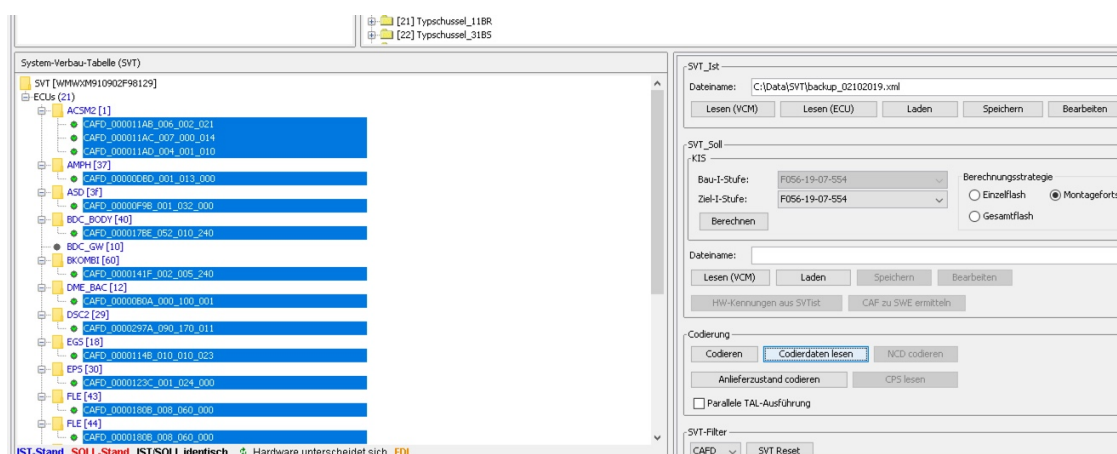 [21] Typschussel_11BR
[22] Typschussel_31BS
System-Verbau-Tabelle (SVT)
SVT [WMWXM910902F98129]
ECUs (21)
ACSM2 [1]
CAFD_000011AB_006_002_021
CAFD_000011AC_007_000_014
CAFD_000011AD_004_001_010
AMPH [37]
CAFD_00000DBD_001_013_000
ASD [3f]
CAFD_00000F9B_001_032_000
BDC_BODY [40]
CAFD_000017BE_052_010_240
BDC_GW [10]
BKOMBI [60]
CAFD_0000141F_002_005_240
DME_BAC [12]
CAFD_00000B0A_000_100_001
DSC2 [29]
CAFD_0000297A_090_170_011
EGS [18]
CAFD_0000114B_010_010_023
EPS [30]
CAFD_0000123C_001_024_000
FLE [43]
CAFD_0000180B_008_060_000
FLE [44]
CAFD_0000180B_008_060_000
IST-Stand SOLL-Stand IST/SOLL identisch Hardware unterscheidet sich FDL
SVT_Ist
Dateiname: C:\Data\SVT\backup_02102019.xml
Lesen (VCM) Lesen (ECU) Laden Speichern Bearbeiten
SVT_Soll
KIS
Bau-I-Stufe: F056-19-07-554
Ziel-I-Stufe: F056-19-07-554
Berechnen
Berechnungsstrategie
Einzelflash Montageforts
Gesamtflash
Dateiname:
Lesen (VCM) Laden Speichern Bearbeiten
HW-Kennungen aus SVTist CAF zu SWE ermitteln
Codierung
Codieren Codierdaten lesen NCD codieren
Anlieferzustand codieren CPS lesen
Parallele TAL-Ausführung
SVT-Filter
CAFD SVT Reset